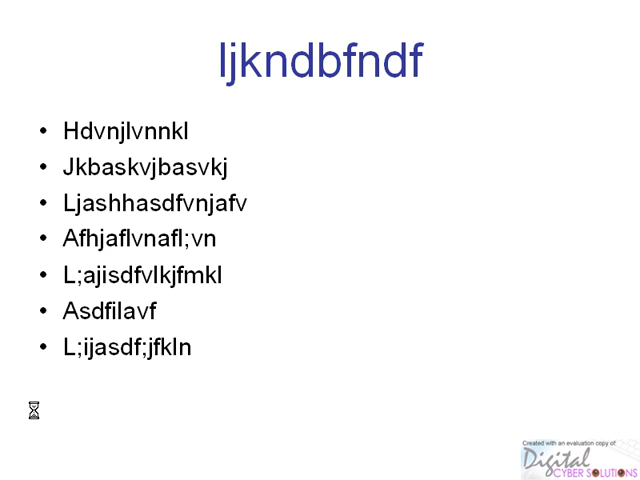 ljkndbfndf
Hdvnjlvnnkl
Jkbaskvjbasvkj
Ljashhasdfvnjafv
Afhjaflvnafl;vn
L;ajisdfvlkjfmkl
Asdfilavf
L;ijasdf;jfkln
Created with an evaluation copy of:
Digital
CYBER SOLUTIONS